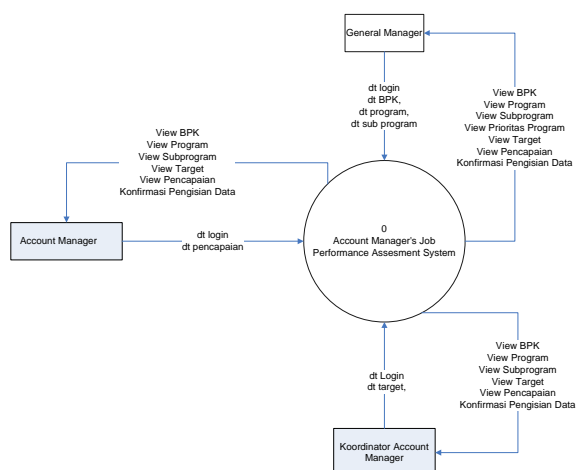 General Manager
dt login
dt BPK,
dt program,
dt sub program
View BPK
View Program
View Subprogram
View Prioritas Program
View Target
View Pencapaian
Konfirmasi Pengisian Data
View BPK
View Program
View Subprogram
View Target
View Pencapaian
Konfirmasi Pengisian Data
Account Manager
dt login
dt pencapaian
0
Account Manager's Job
Performance Assesment System
dt Login
dt target,
View BPK
View Program
View Subprogram
View Target
View Pencapaian
Konfirmasi Pengisian Data
Koordinator Account
Manager